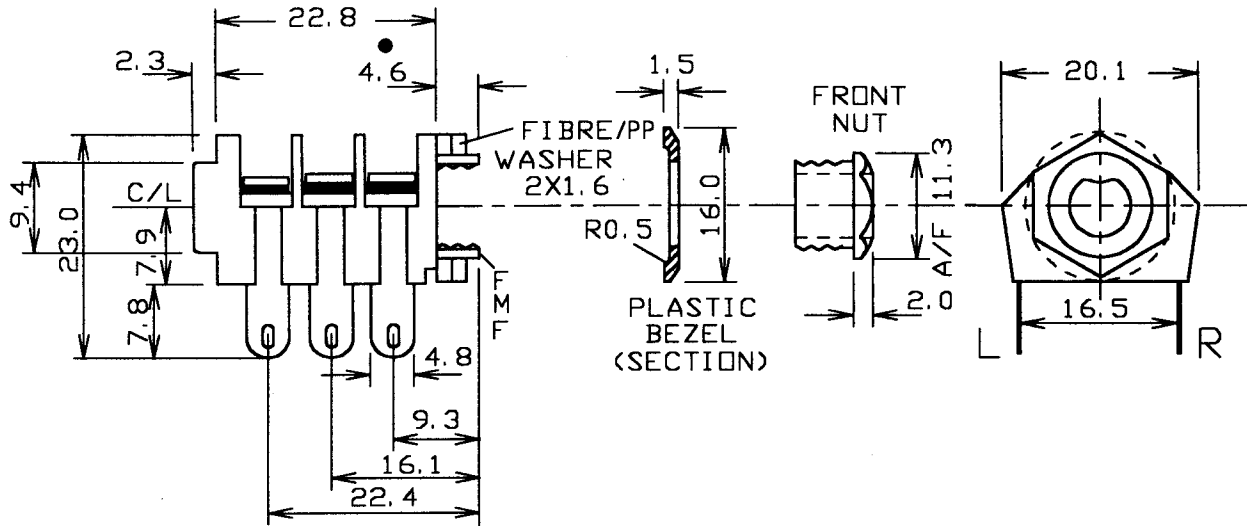 22.8
2.3
4.6
FIBRE/PP
WASHER
2X1.6
C/L
9.4
23.0
7.9
7.8
F
M
F
4.8
9.3
16.1
22.4
1.5
16.0
R0.5
PLASTIC
BEZEL
(SECTION)
FRONT
NUT
A/F 11.3
2.0
20.1
16.5
L
R